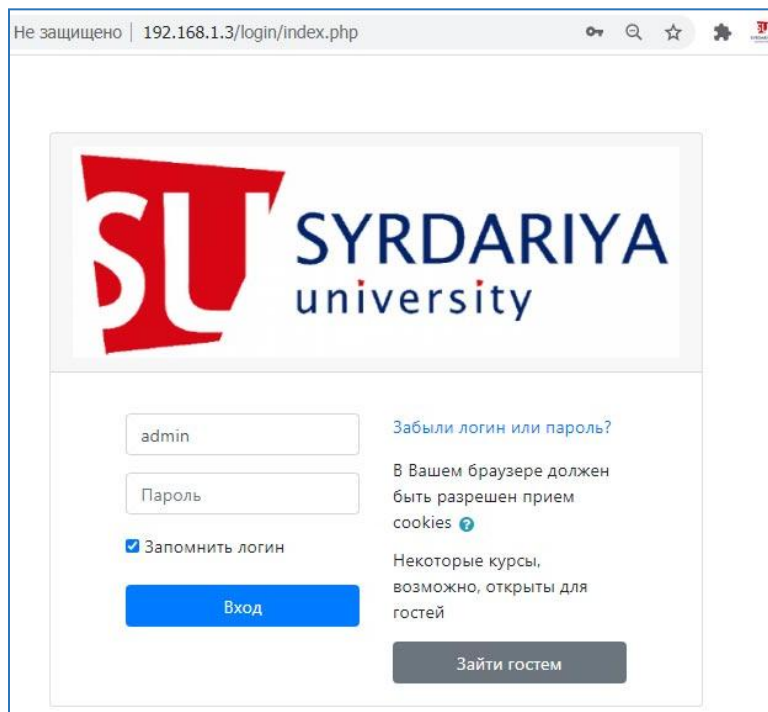 Не защищено | 192.168.1.3/login/index.php
SU
SYRDARIYA
university
admin
Пароль
Запомнить логин
Вход
Забыли логин или пароль?
В Вашем браузере должен
быть разрешен прием
cookies ?
Некоторые курсы,
возможно, открыты для
гостей
Зайти гостем